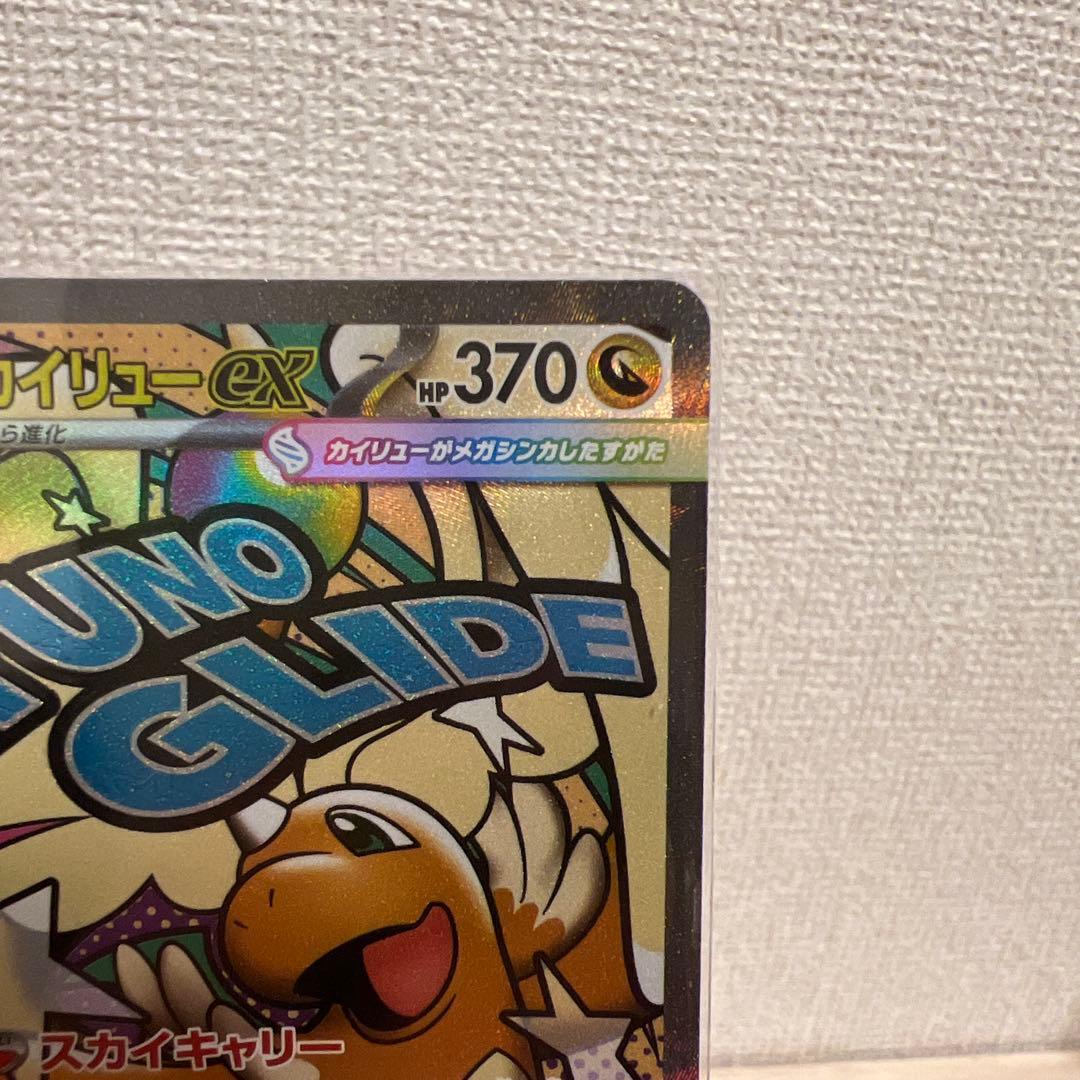 カイリューex HP370
ら進化
カイリューがメガシンカしたすがた
UNO
GLIDE
スカイキャリー